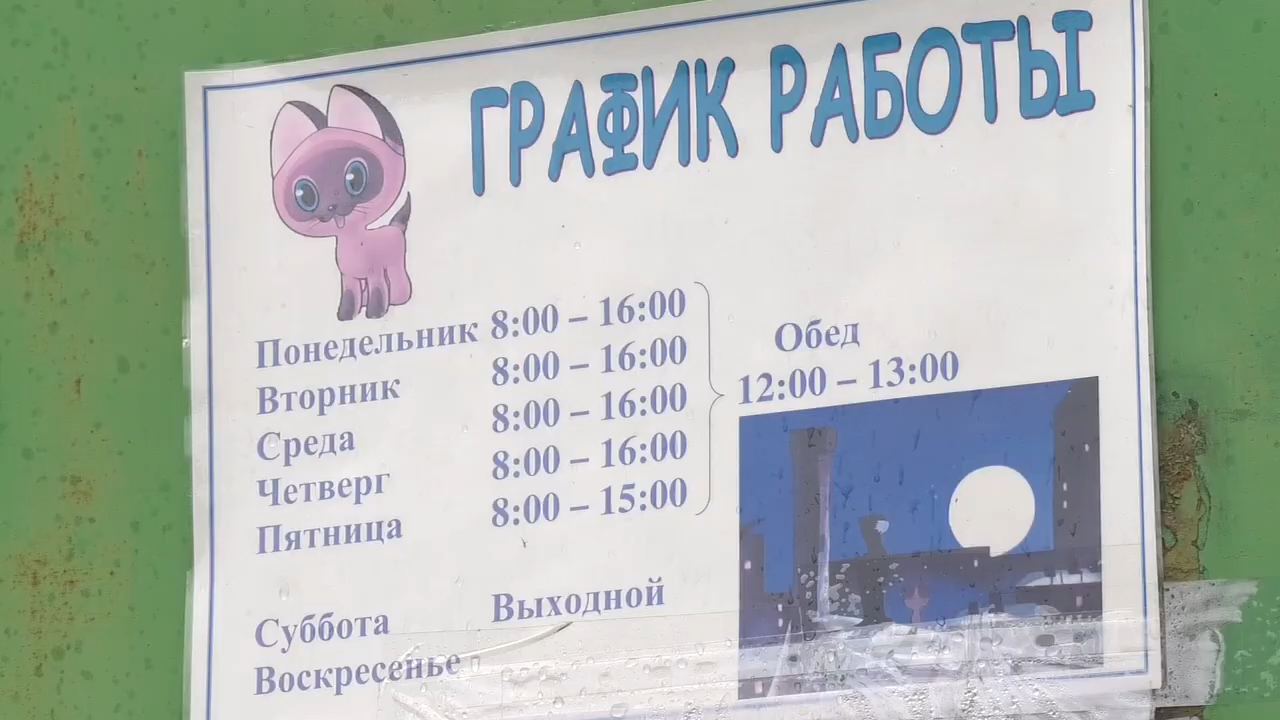 ГРАФИК РАБОТЫ
Понедельник 8:00 – 16:00
Вторник 8:00 – 16:00
Среда 8:00 – 16:00
Четверг 8:00 – 16:00
Пятница 8:00 – 15:00
Обед
12:00 – 13:00
Суббота Выходной
Воскресенье